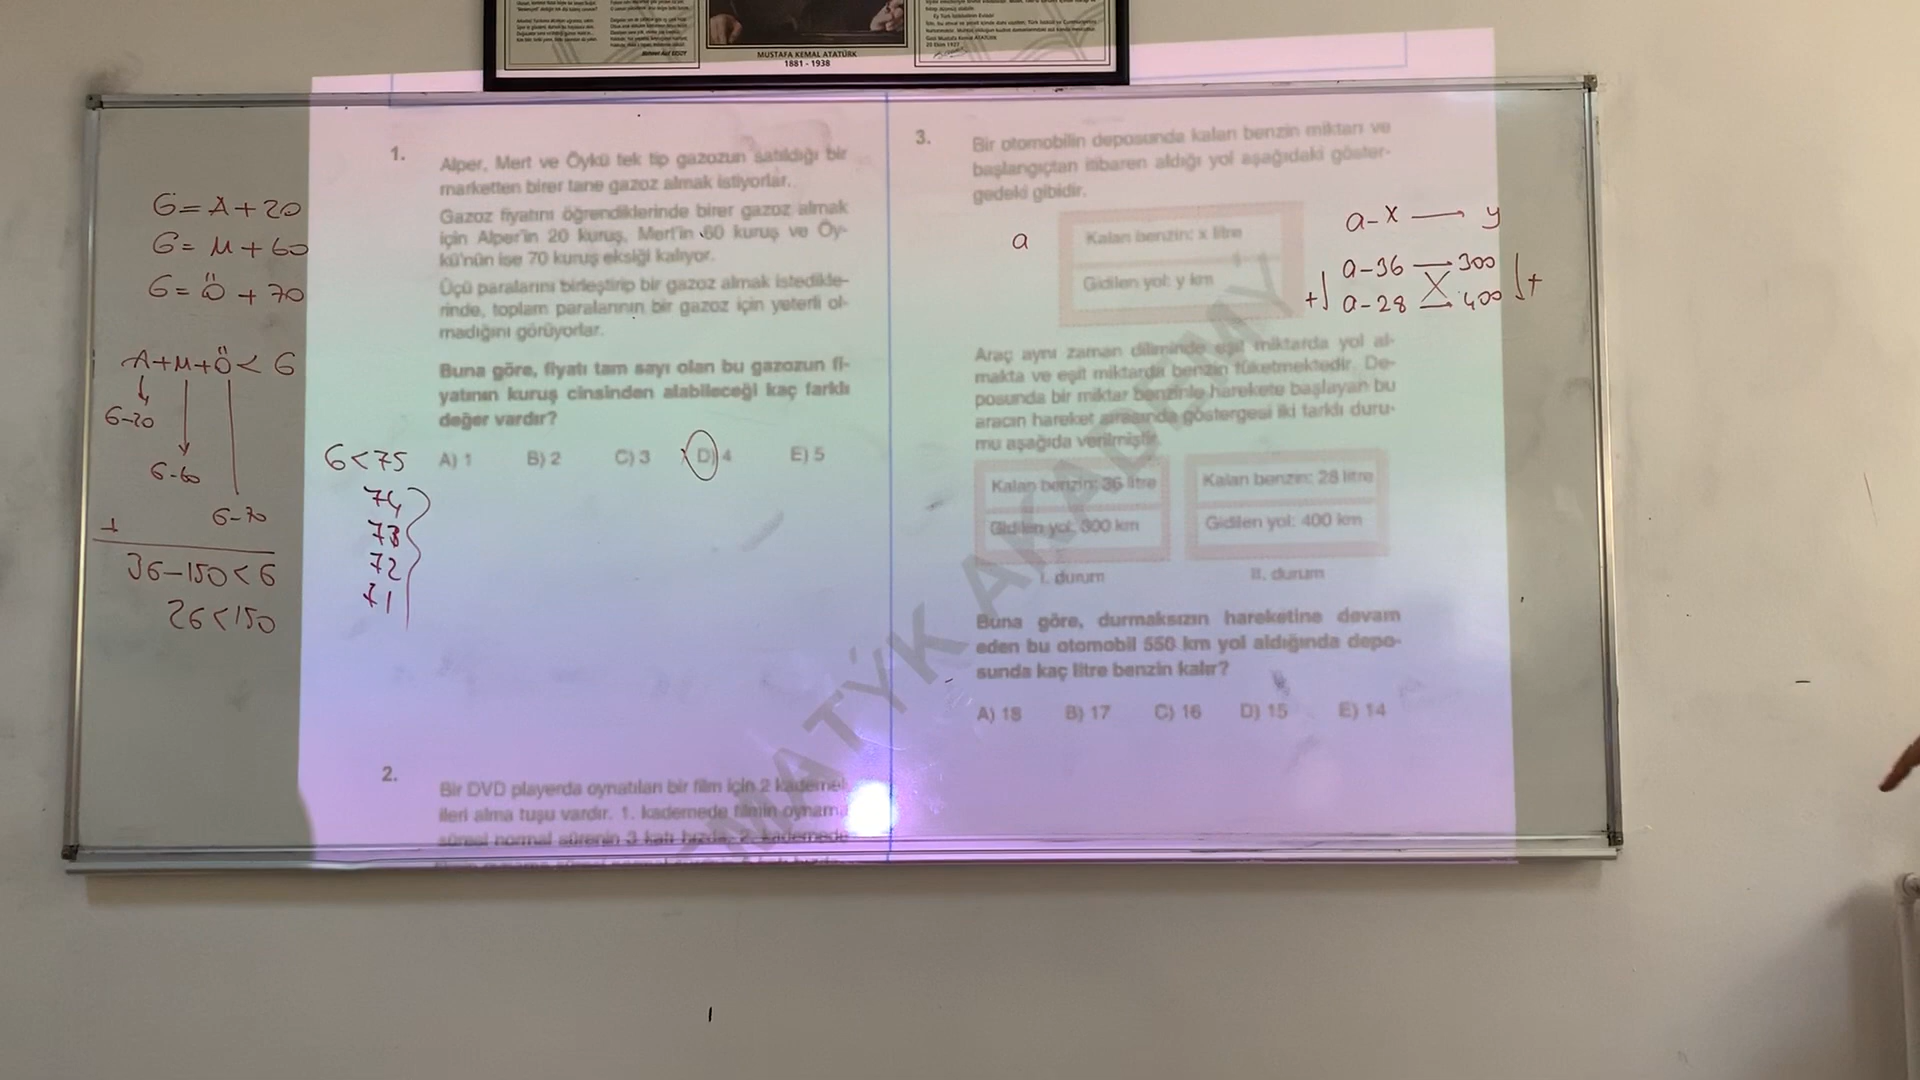 MUSTAFA KEMAL ATATÜRK
1881 - 1938
G = A + 20
G = M + 60
G = Ö + 70
A + M + Ö < G
G-20
G-60
G-70
+
3G - 150 < G
2G < 150
1.
Alper, Mert ve Öykü tek tip gazozun satıldığı bir
marketten birer tane gazoz almak istiyorlar.
Gazoz fiyatını öğrendiklerinde birer gazoz almak
için Alper'in 20 kuruş, Mert'in 60 kuruş ve Öy-
kü'nün ise 70 kuruş eksiği kalıyor.
Üçü paralarını birleştirip bir gazoz almak istedikle-
rinde, toplam paralarının bir gazoz için yeterli ol-
madığını görüyorlar.
Buna göre, fiyatı tam sayı olan bu gazozun fi-
yatının kuruş cinsinden alabileceği kaç farklı
değer vardır?
A) 1 B) 2 C) 3 D) 4 E) 5
G < 75
74
73
72
71
2.
Bir DVD playerda oynatılan bir film için 2 kademeli
ileri alma tuşu vardır. 1. kademede filmin oynama
süresi normal sürenin 3 katı hızda, 2. kademede
3.
Bir otomobilin deposunda kalan benzin miktarı ve
başlangıçtan itibaren aldığı yol aşağıdaki göster-
gedeki gibidir.
a
Kalan benzin: x litre
Gidilen yol: y km
a-x — y
a-36 — 300
a-28 — 400
+
+
Araç aynı zaman diliminde eşit miktarda yol al-
makta ve eşit miktarda benzin tüketmektedir. De-
posunda bir miktar benzinle harekete başlayan bu
aracın hareket sırasında göstergesi iki farklı duru-
mu aşağıda verilmiştir.
Kalan benzin: 36 litre
Gidilen yol: 300 km
I. durum
Kalan benzin: 28 litre
Gidilen yol: 400 km
II. durum
Buna göre, durmaksızın hareketine devam
eden bu otomobil 550 km yol aldığında depo-
sunda kaç litre benzin kalır?
A) 18 B) 17 C) 16 D) 15 E) 14
MATÝK AKADEMY